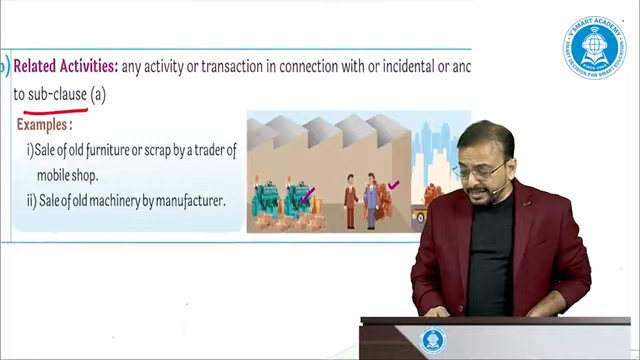 V SMART ACADEMY
b) Related Activities: any activity or transaction in connection with or incidental or anc
to sub-clause (a)
Examples :
i)Sale of old furniture or scrap by a trader of
mobile shop.
ii) Sale of old machinery by manufacturer.